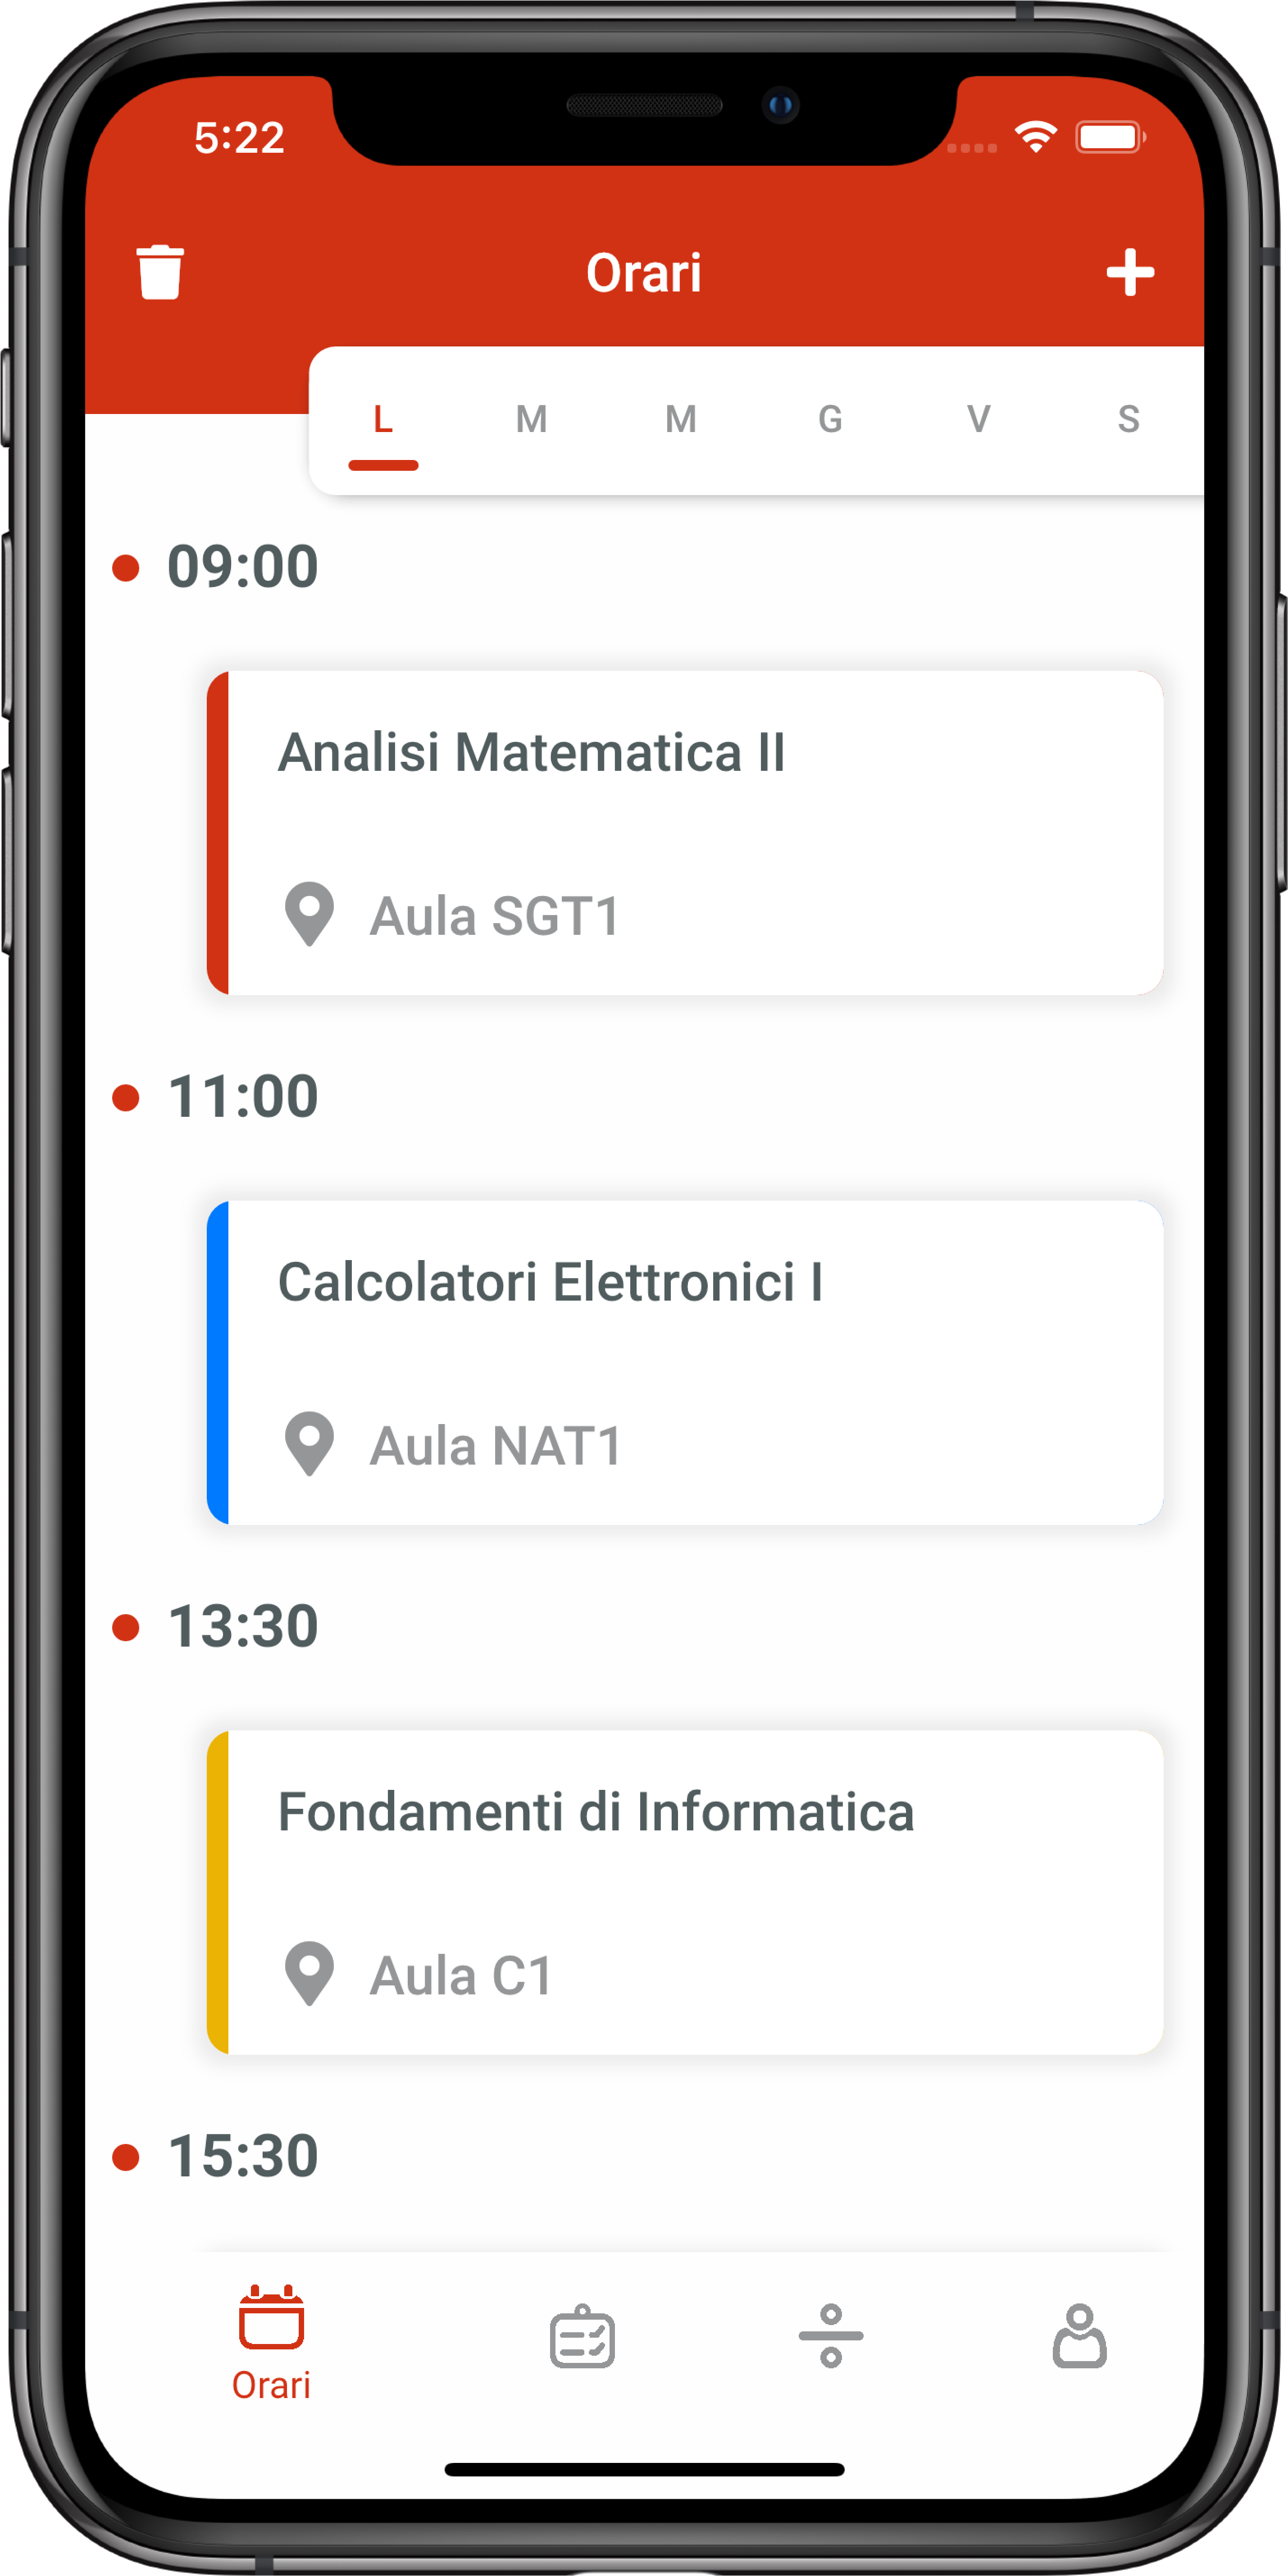 5:22
Orari
L M M G V S
09:00
Analisi Matematica II
Aula SGT1
11:00
Calcolatori Elettronici I
Aula NAT1
13:30
Fondamenti di Informatica
Aula C1
15:30
Orari